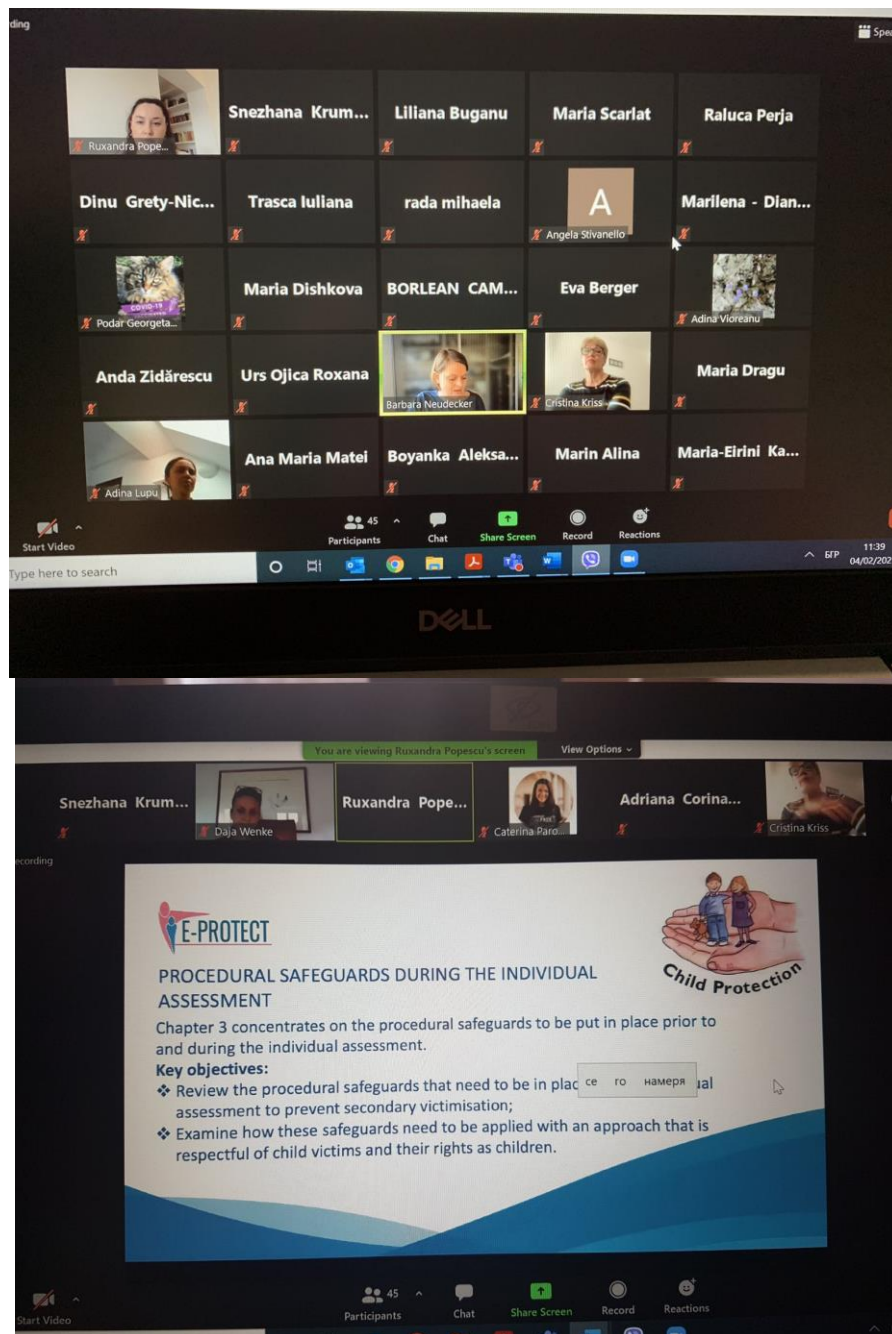 ding
Spea
Ruxandra Pope...
Snezhana Krum...
Liliana Buganu
Maria Scarlat
Raluca Perja
Dinu Grety-Nic...
Trasca Iuliana
rada mihaela
A
Angela Stivanello
Marilena - Dian...
COVID-19
Podar Georgeta...
Maria Dishkova
BORLEAN CAM...
Eva Berger
Adina Vioreanu
Anda Zidărescu
Urs Ojica Roxana
Barbara Neudecker
Cristina Kriss
Maria Dragu
Adina Lupu
Ana Maria Matei
Boyanka Aleksa...
Marin Alina
Maria-Eirini Ka...
Start Video
45
Participants
Chat
Share Screen
Record
Reactions
Type here to search
БГР
11:39
04/02/202
DELL
You are viewing Ruxandra Popescu's screen
View Options
Snezhana Krum...
Daja Wenke
Ruxandra Pope...
Caterina Paro...
Adriana Corina...
Cristina Kriss
ecording
E-PROTECT
Child Protection
PROCEDURAL SAFEGUARDS DURING THE INDIVIDUAL
ASSESSMENT
Chapter 3 concentrates on the procedural safeguards to be put in place prior to
and during the individual assessment.
Key objectives:
❖ Review the procedural safeguards that need to be in plac се го намеря ual
assessment to prevent secondary victimisation;
❖ Examine how these safeguards need to be applied with an approach that is
respectful of child victims and their rights as children.
Start Video
45
Participants
Chat
Share Screen
Record
Reactions